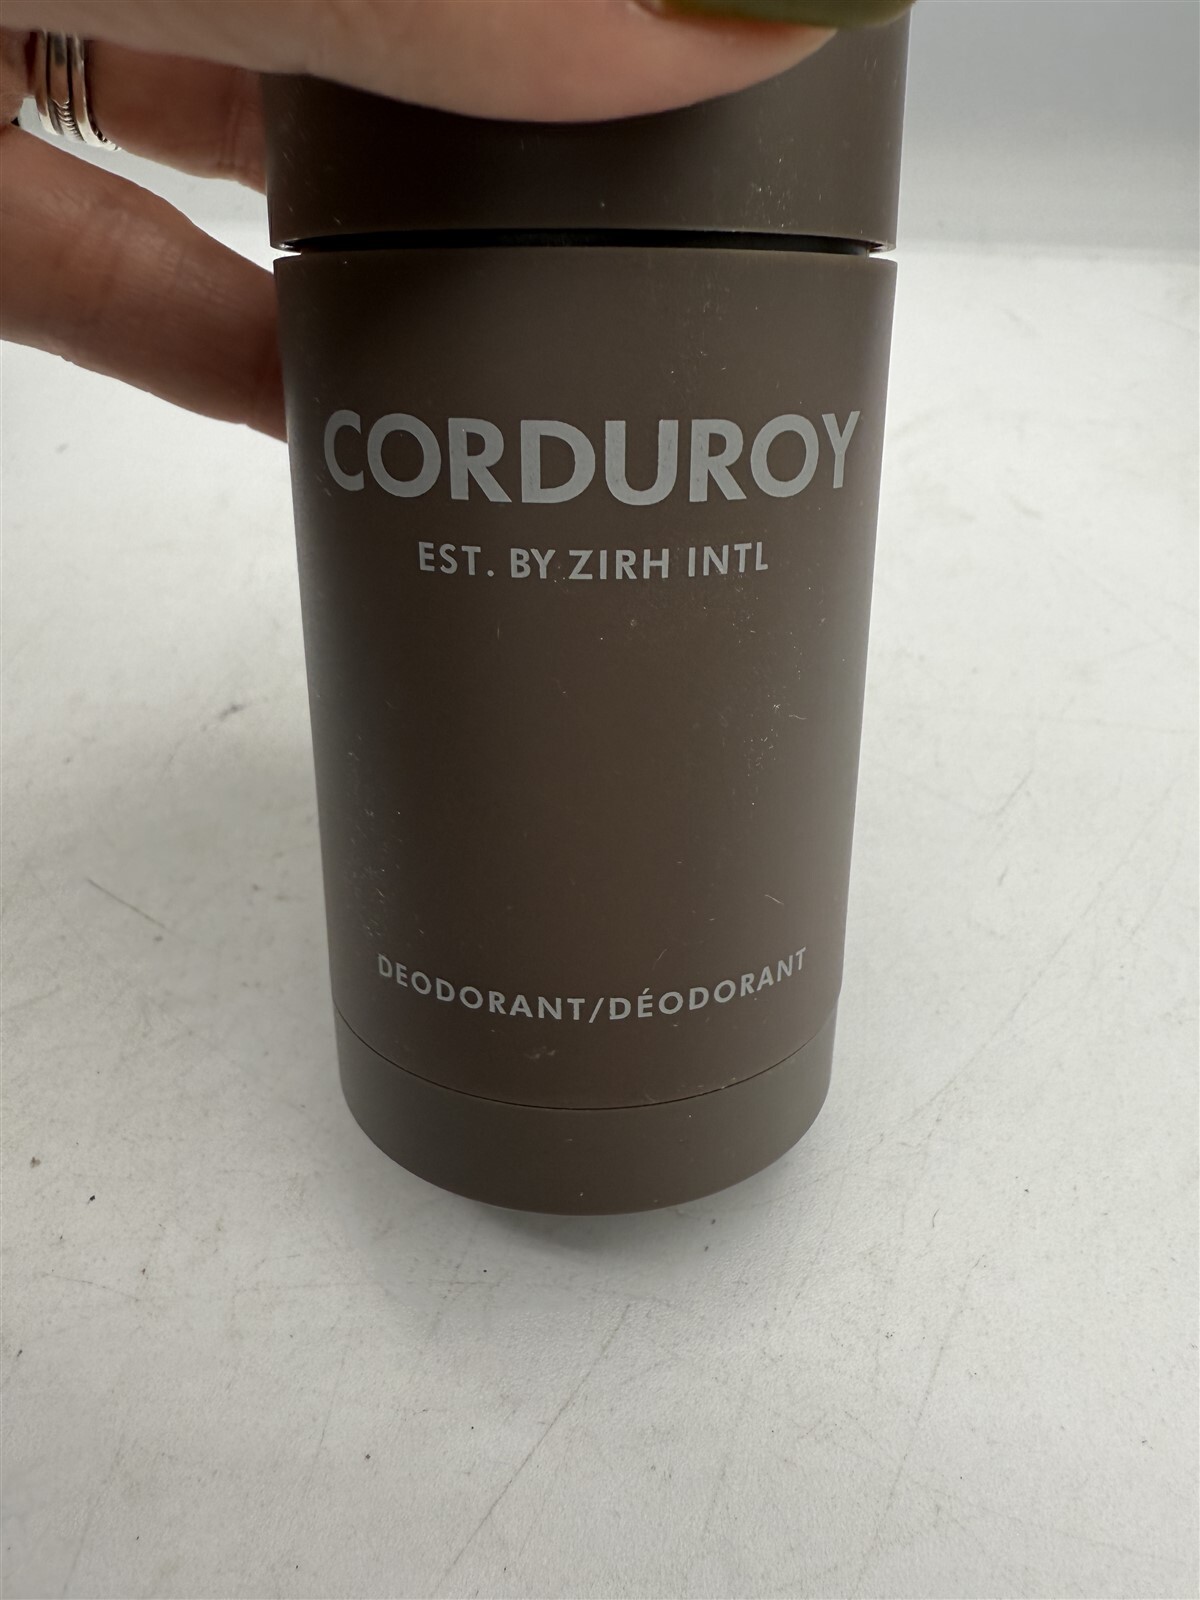 CORDUROY
EST. BY ZIRH INTL
DEODORANT/DÉODORANT